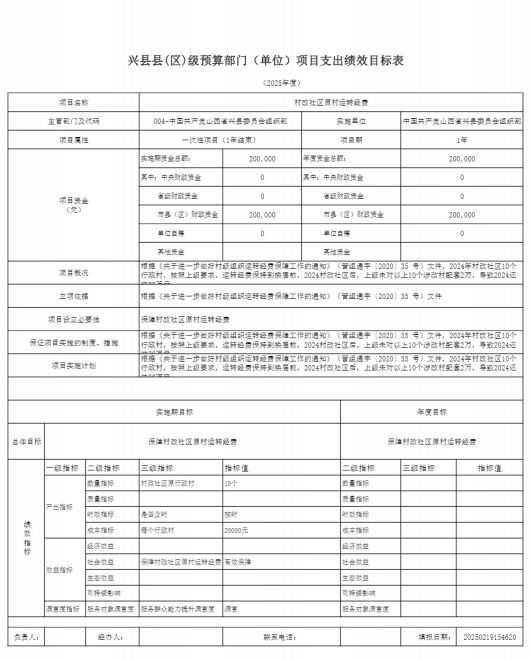 兴县县(区)级预算部门（单位）项目支出绩效目标表
（2025年度）
项目名称 村改社区原村运转经费
主管部门及代码 004-中国共产党山西省兴县委员会组织部 实施单位 中国共产党山西省兴县委员会组织部
项目属性 一次性项目（1年结束） 项目期 1年
项目资金（元） 实施期资金总额: 200,000 年度资金总额: 200,000
其中: 中央财政资金 0 其中: 中央财政资金 0
省级财政资金 0 省级财政资金 0
市县（区）财政资金 200,000 市县（区）财政资金 200,000
单位自筹 0 单位自筹 0
其他资金 其他资金
项目概况 根据《关于进一步做好村级组织运转经费保障工作的通知》（晋组通字〔2020〕35 号）文件，2024年村改社区10个
行政村，按照上级要求，运转经费保持到换届前，2024村改社区后，上级未对以上10个涉改村配套2万，导致2024还
立项依据 根据《关于进一步做好村级组织运转经费保障工作的通知》（晋组通字〔2020〕35 号）文件
项目设立必要性 保障村改社区原村运转经费
保证项目实施的制度、措施 根据《关于进一步做好村级组织运转经费保障工作的通知》（晋组通字〔2020〕35 号）文件，2024年村改社区10个
行政村，按照上级要求，运转经费保持到换届前，2024村改社区后，上级未对以上10个涉改村配套2万，导致2024还
项目实施计划 根据《关于进一步做好村级组织运转经费保障工作的通知》（晋组通字〔2020〕35 号）文件，2024年村改社区10个
行政村，按照上级要求，运转经费保持到换届前，2024村改社区后，上级未对以上10个涉改村配套2万，导致2024还
实施期目标 年度目标
总体目标 保障村改社区原村运转经费 保障村改社区原村运转经费
绩效指标 一级指标 二级指标 三级指标 指标值 二级指标 三级指标 指标值
产出指标 数量指标 村改社区原行政村 10个 数量指标
质量指标 质量指标
时效指标 是否及时 按时 时效指标
成本指标 每个行政村 20000元 成本指标
效益指标 经济效益 经济效益
社会效益 保障村改社区原村运转经费 有效保障 社会效益
生态效益 生态效益
可持续影响 可持续影响
满意度指标 服务对象满意度 服务群众能力提升满意度 满意 服务对象满意度
负责人: 经办人: 联系电话: 填报日期: 20250219154620